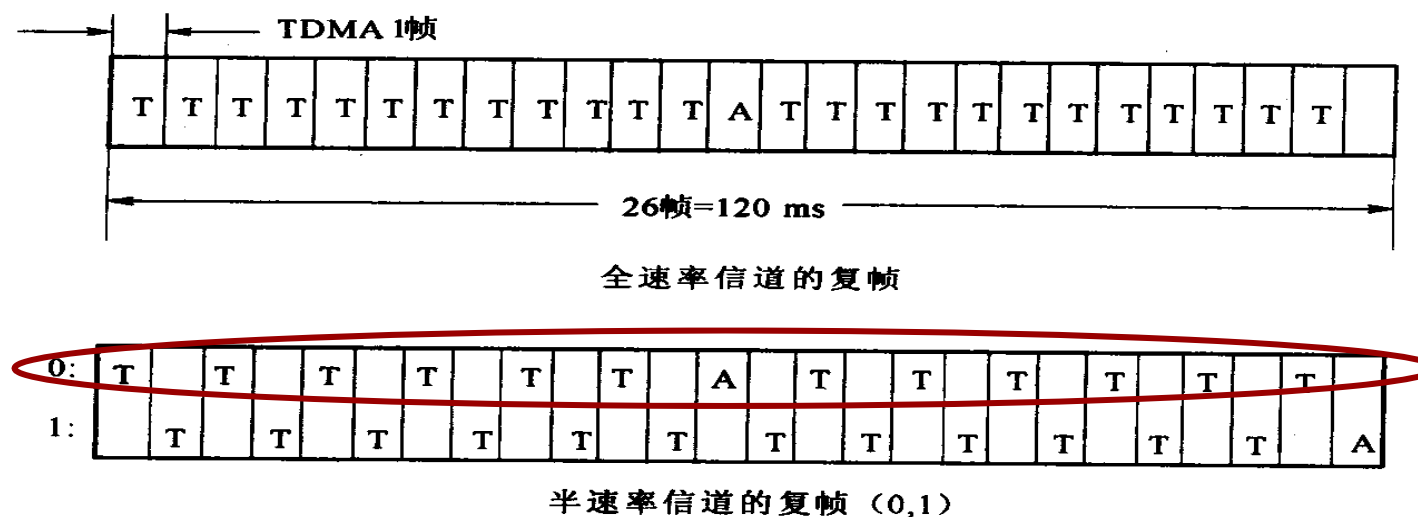 TDMA 1帧
T T T T T T T T T T T T A T T T T T T T T T T T T
26帧=120 ms
全速率信道的复帧
0: T T T T T T A T T T T T T
1: T T T T T T T T T T T T A
半速率信道的复帧（0,1）